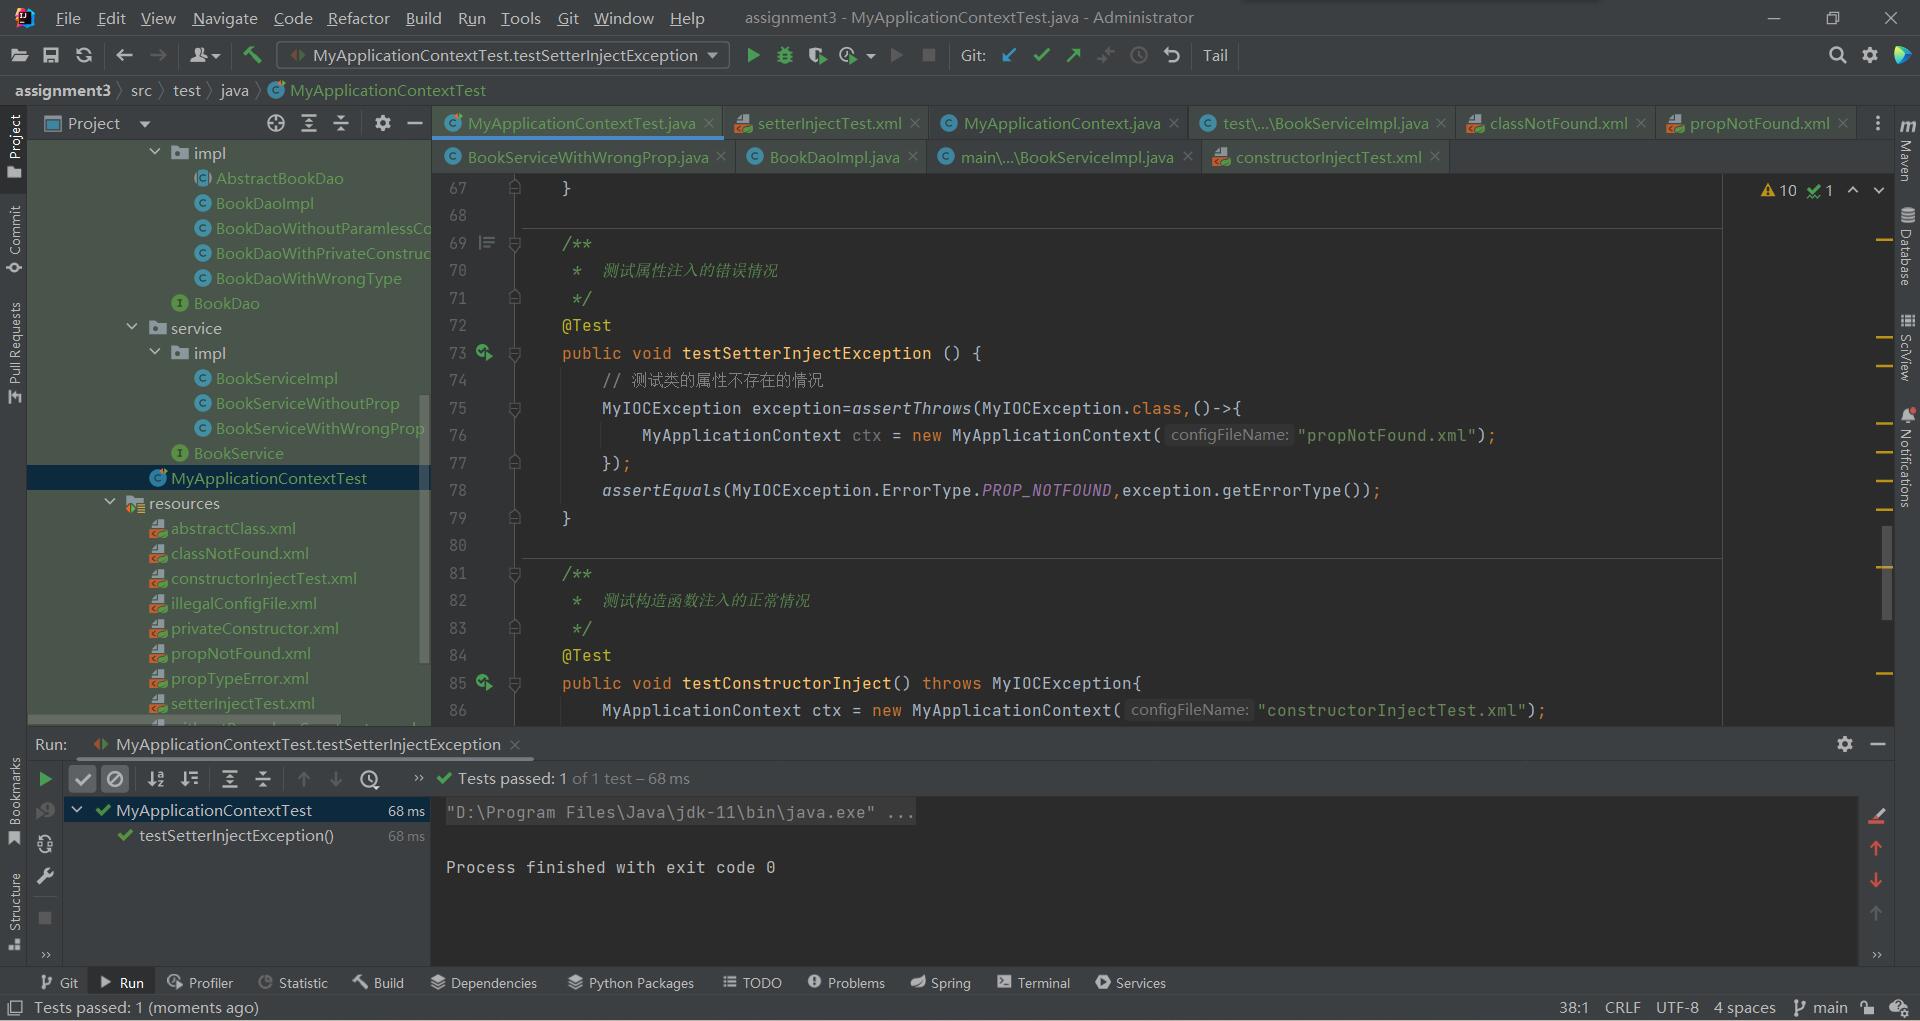 File Edit View Navigate Code Refactor Build Run Tools Git Window Help assignment3 - MyApplicationContextTest.java - Administrator
MyApplicationContextTest.testSetterInjectException Git: Tail
assignment3 src test java MyApplicationContextTest
Project
MyApplicationContextTest.java setterInjectTest.xml MyApplicationContext.java test\...\BookServiceImpl.java classNotFound.xml propNotFound.xml
BookServiceWithWrongProp.java BookDaoImpl.java main\...\BookServiceImpl.java constructorInjectTest.xml
Project
Commit
Pull Requests
Bookmarks
Structure
impl
AbstractBookDao
BookDaoImpl
BookDaoWithoutParamlessCo
BookDaoWithPrivateConstruc
BookDaoWithWrongType
BookDao
service
impl
BookServiceImpl
BookServiceWithoutProp
BookServiceWithWrongProp
BookService
MyApplicationContextTest
resources
abstractClass.xml
classNotFound.xml
constructorInjectTest.xml
illegalConfigFile.xml
privateConstructor.xml
propNotFound.xml
propTypeError.xml
setterInjectTest.xml
10 1
67 }
68
69 /**
70 * 测试属性注入的错误情况
71 */
72 @Test
73 public void testSetterInjectException () {
74 // 测试类的属性不存在的情况
75 MyIOCException exception=assertThrows(MyIOCException.class,()->{
76 MyApplicationContext ctx = new MyApplicationContext( configFileName: "propNotFound.xml");
77 });
78 assertEquals(MyIOCException.ErrorType.PROP_NOTFOUND,exception.getErrorType());
79 }
80
81 /**
82 * 测试构造函数注入的正常情况
83 */
84 @Test
85 public void testConstructorInject() throws MyIOCException{
86 MyApplicationContext ctx = new MyApplicationContext( configFileName: "constructorInjectTest.xml");
m
Maven
Database
SciView
Notifications
Run: MyApplicationContextTest.testSetterInjectException
Tests passed: 1 of 1 test – 68 ms
MyApplicationContextTest 68 ms
testSetterInjectException() 68 ms
"D:\Program Files\Java\jdk-11\bin\java.exe" ...
Process finished with exit code 0
Git Run Profiler Statistic Build Dependencies Python Packages TODO Problems Spring Terminal Services
Tests passed: 1 (moments ago) 38:1 CRLF UTF-8 4 spaces main